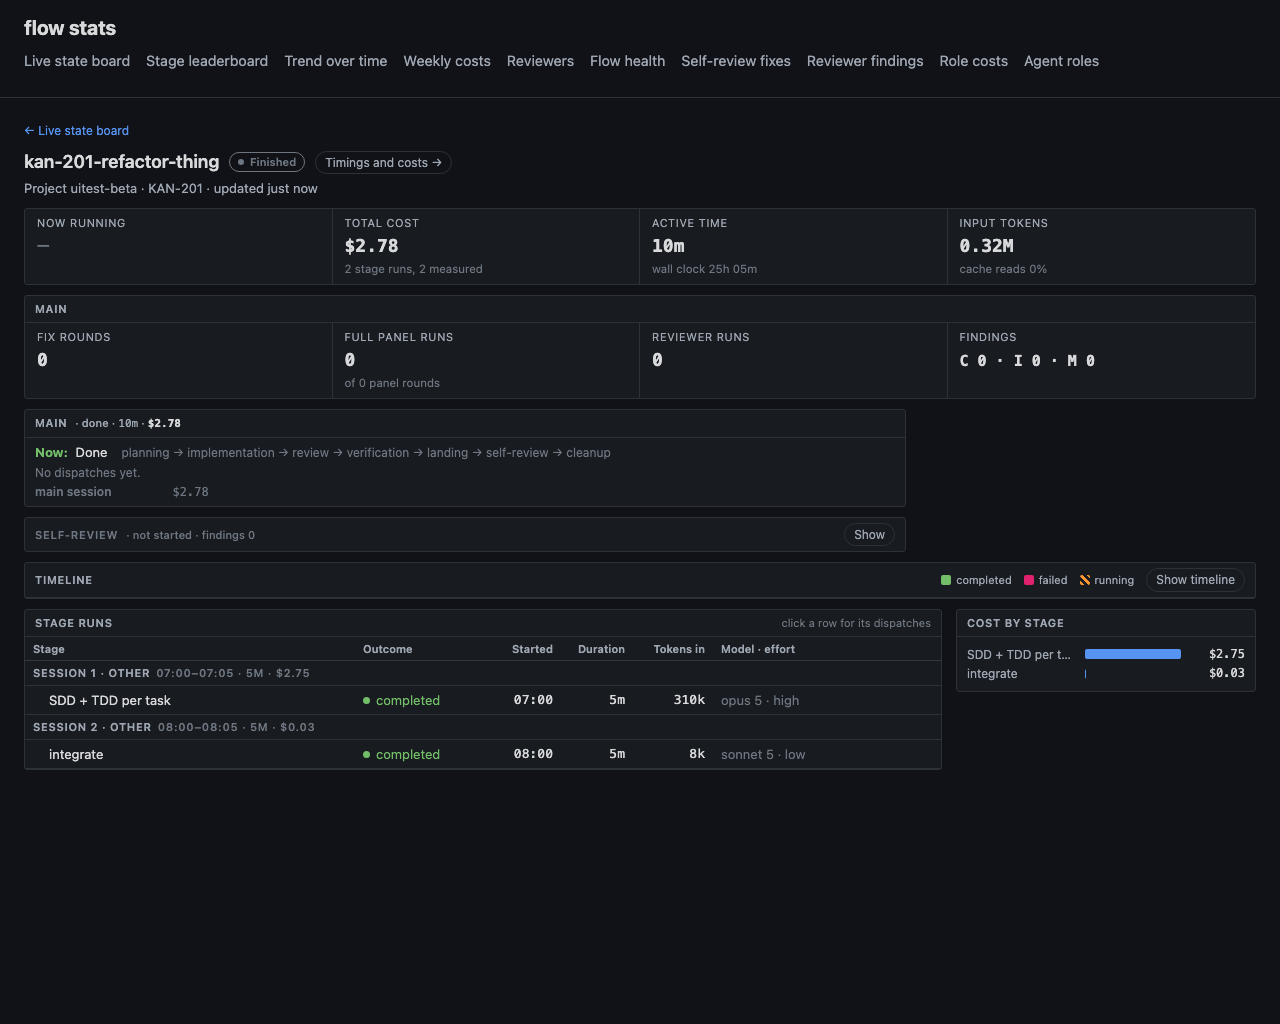 flow stats
Live state board Stage leaderboard Trend over time Weekly costs Reviewers Flow health Self-review fixes Reviewer findings Role costs Agent roles
← Live state board
kan-201-refactor-thing Finished Timings and costs →
Project uitest-beta · KAN-201 · updated just now
NOW RUNNING TOTAL COST ACTIVE TIME INPUT TOKENS
— $2.78 10m 0.32M
2 stage runs, 2 measured wall clock 25h 05m cache reads 0%
MAIN
FIX ROUNDS FULL PANEL RUNS REVIEWER RUNS FINDINGS
0 0 0 C 0 · I 0 · M 0
of 0 panel rounds
MAIN · done · 10m · $2.78
Now: Done planning → implementation → review → verification → landing → self-review → cleanup
No dispatches yet.
main session $2.78
SELF-REVIEW · not started · findings 0 Show
TIMELINE completed failed running Show timeline
STAGE RUNS click a row for its dispatches
Stage Outcome Started Duration Tokens in Model · effort
SESSION 1 · OTHER 07:00–07:05 · 5M · $2.75
SDD + TDD per task completed 07:00 5m 310k opus 5 · high
SESSION 2 · OTHER 08:00–08:05 · 5M · $0.03
integrate completed 08:00 5m 8k sonnet 5 · low
COST BY STAGE
SDD + TDD per t... $2.75
integrate $0.03